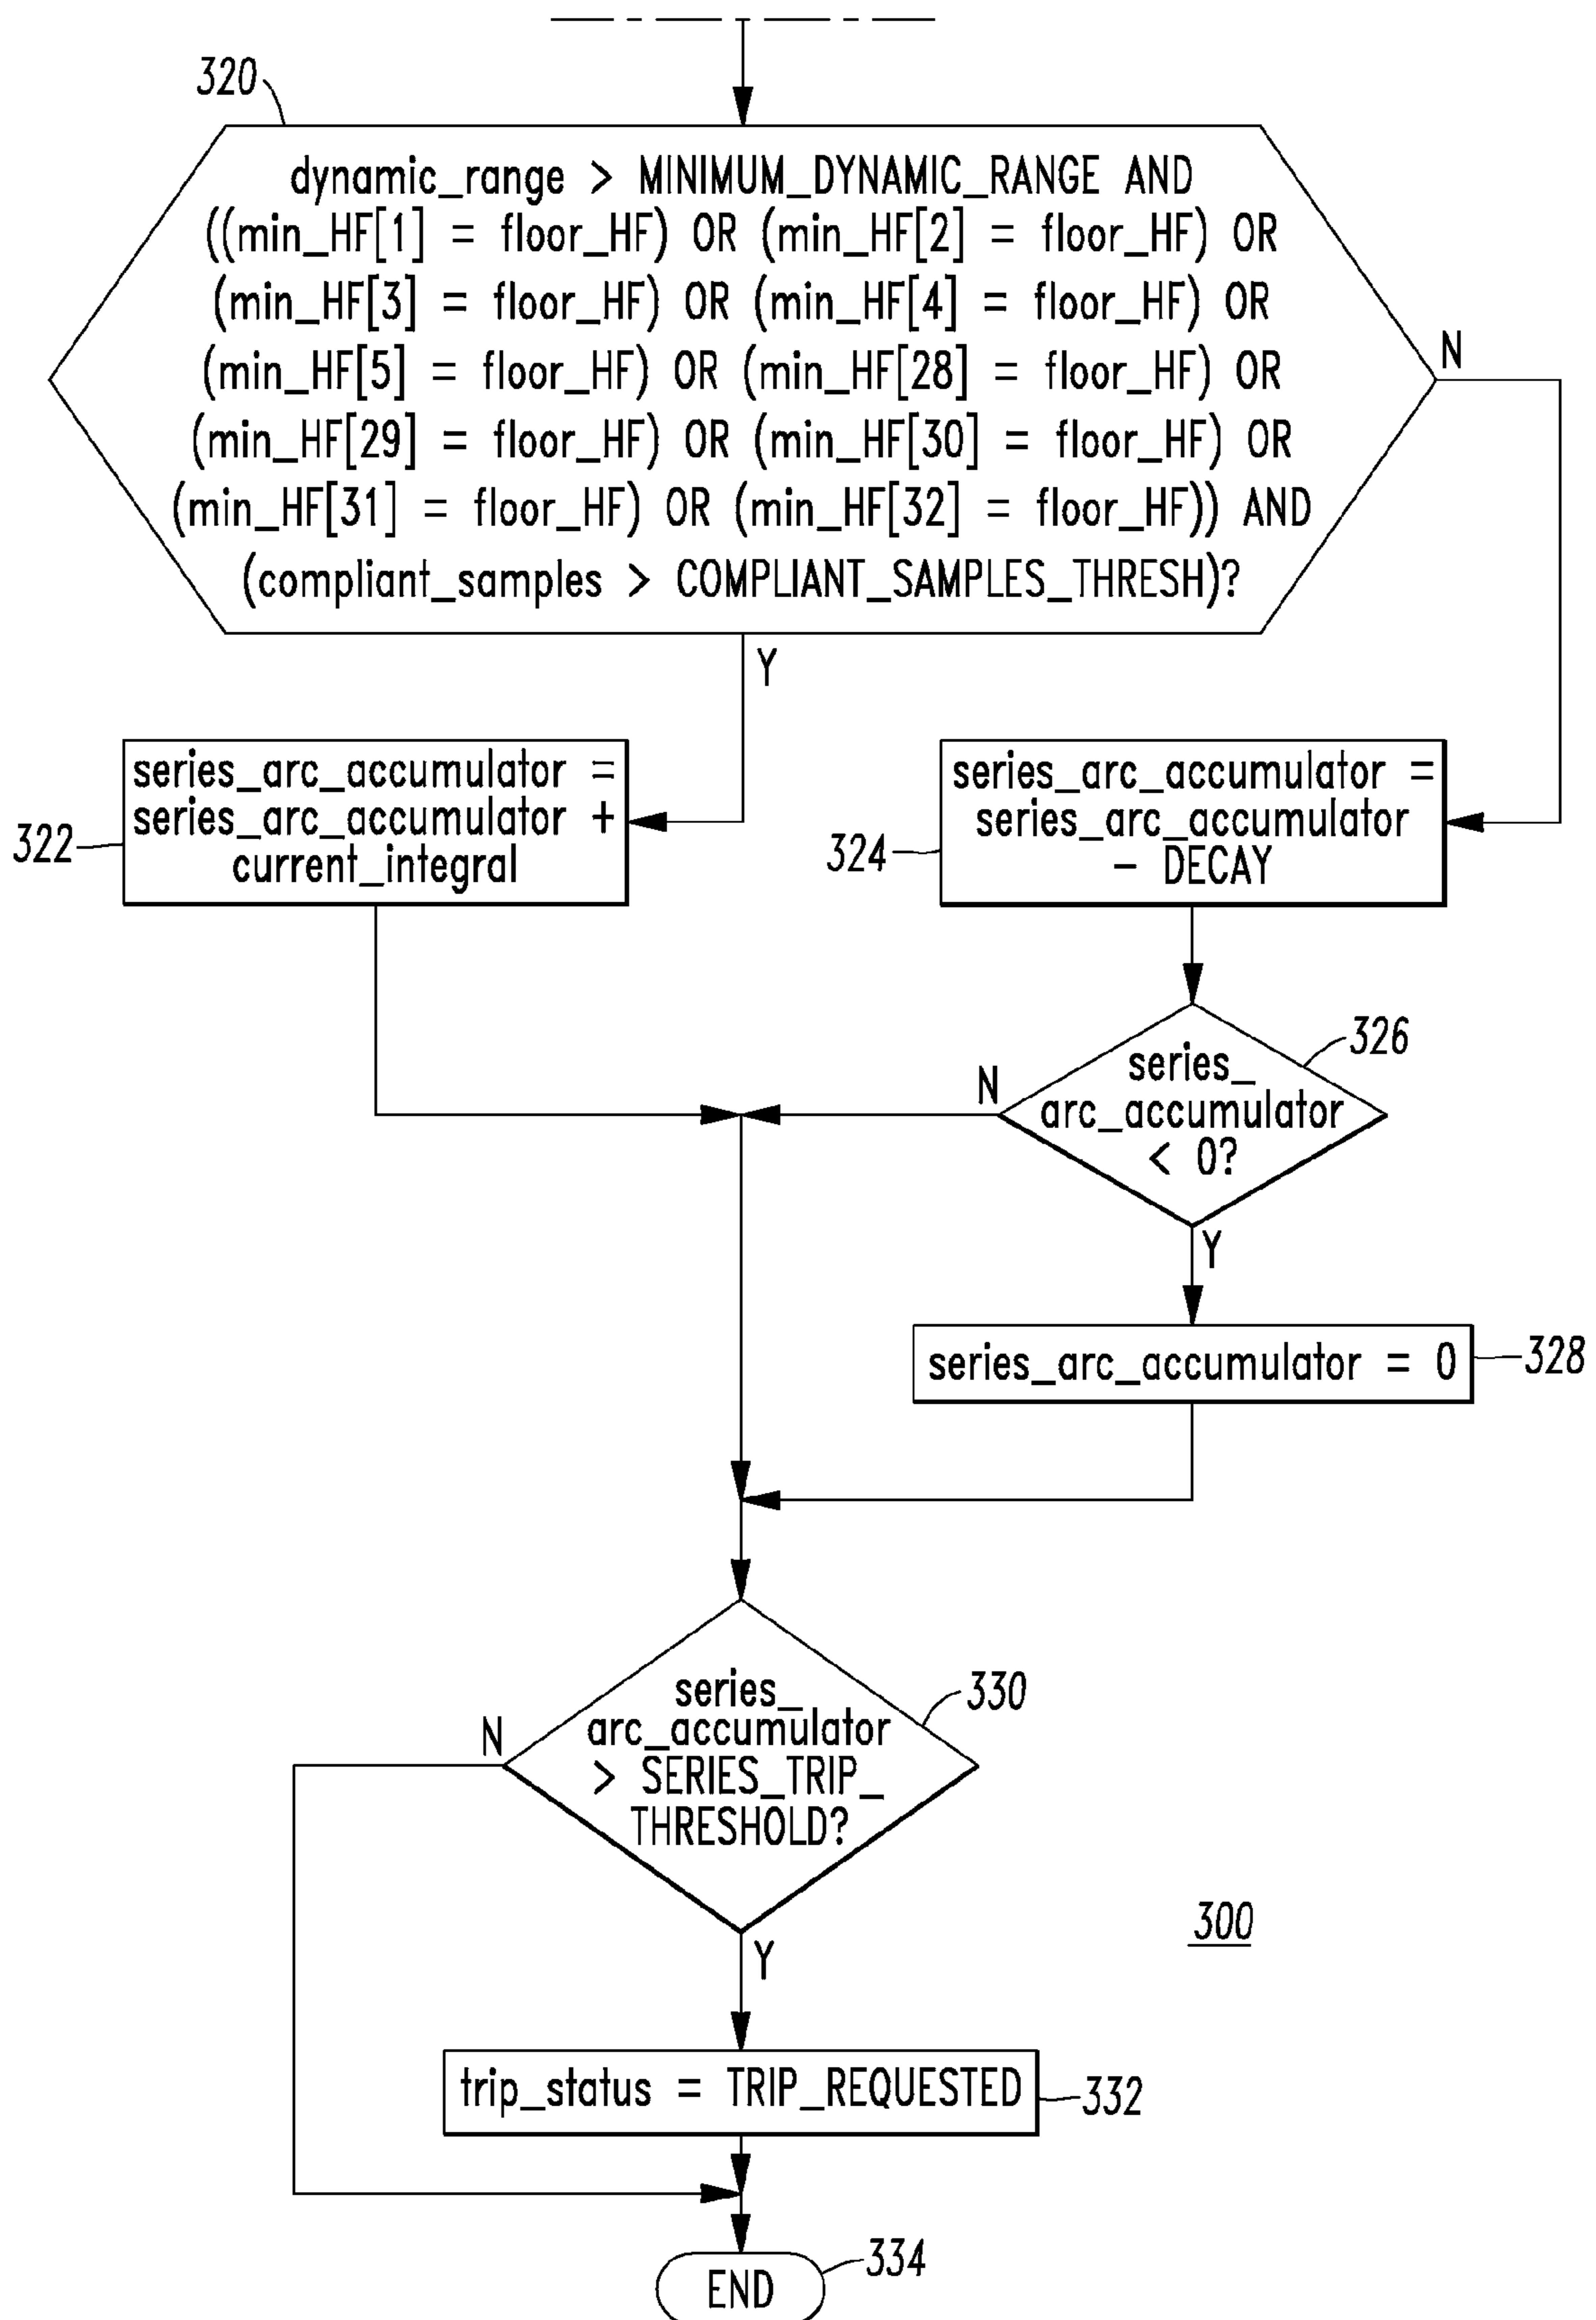 320
dynamic_range > MINIMUM_DYNAMIC_RANGE AND
((min_HF[1] = floor_HF) OR (min_HF[2] = floor_HF) OR
(min_HF[3] = floor_HF) OR (min_HF[4] = floor_HF) OR
(min_HF[5] = floor_HF) OR (min_HF[28] = floor_HF) OR
(min_HF[29] = floor_HF) OR (min_HF[30] = floor_HF) OR
(min_HF[31] = floor_HF) OR (min_HF[32] = floor_HF)) AND
(compliant_samples > COMPLIANT_SAMPLES_THRESH)?
N
Y
series_arc_accumulator =
series_arc_accumulator +
current_integral
322
series_arc_accumulator =
series_arc_accumulator
- DECAY
324
series_
arc_accumulator
< 0?
326
N
Y
series_arc_accumulator = 0
328
series_
arc_accumulator
> SERIES_TRIP_
THRESHOLD?
330
N
Y
300
trip_status = TRIP_REQUESTED
332
END
334